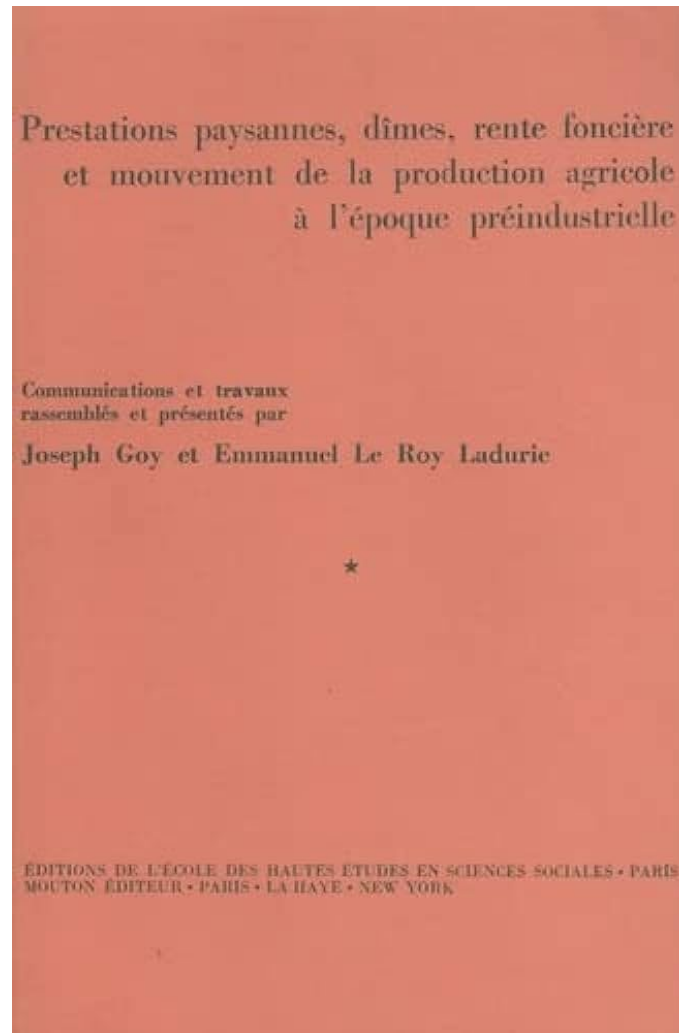 Prestations paysannes, dîmes, rente foncière
et mouvement de la production agricole
à l'époque préindustrielle
Communications et travaux
rassemblés et présentés par
Joseph Goy et Emmanuel Le Roy Ladurie
★
ÉDITIONS DE L'ÉCOLE DES HAUTES ÉTUDES EN SCIENCES SOCIALES • PARIS
MOUTON ÉDITEUR • PARIS • LA HAYE • NEW YORK